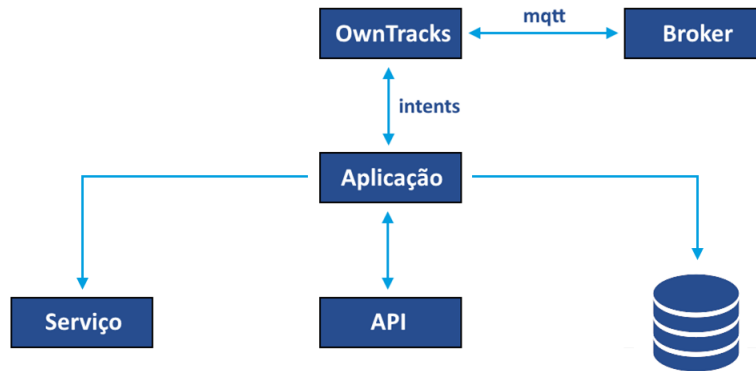 OwnTracks
mqtt
Broker
intents
Aplicação
Serviço
API